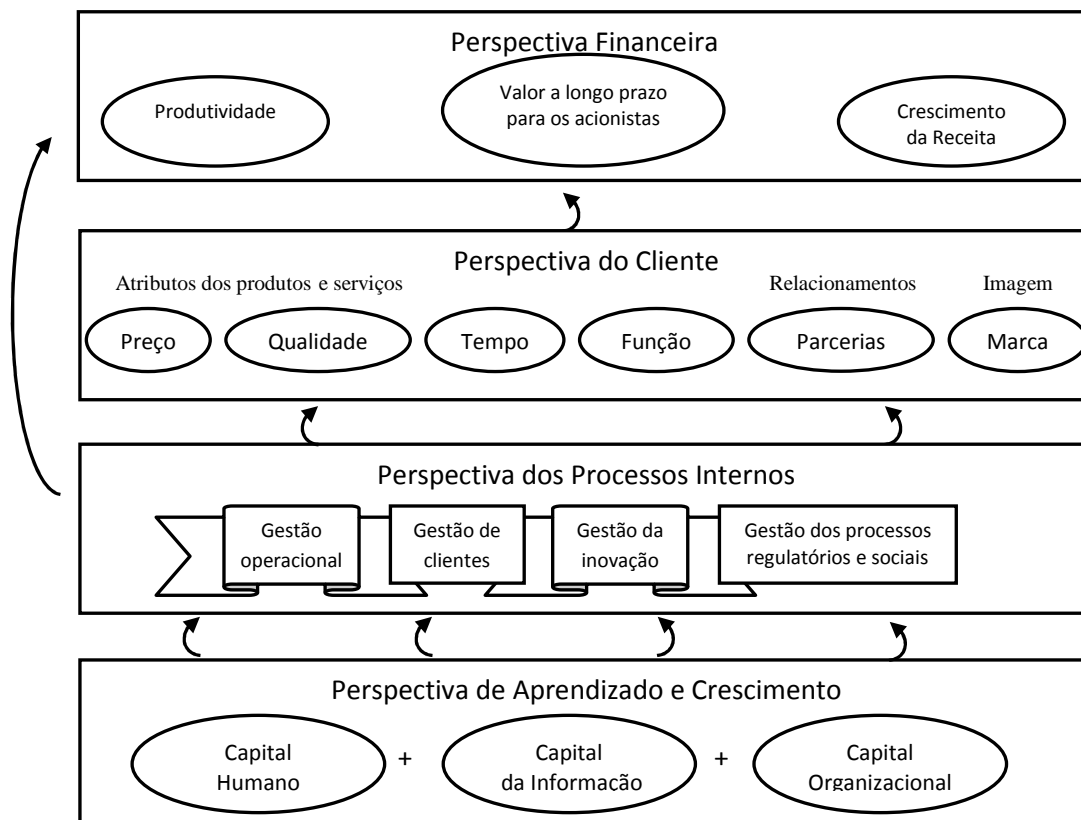 Perspectiva Financeira
Produtividade
Valor a longo prazo
para os acionistas
Crescimento
da Receita
Perspectiva do Cliente
Atributos dos produtos e serviços
Relacionamentos
Imagem
Preço
Qualidade
Tempo
Função
Parcerias
Marca
Perspectiva dos Processos Internos
Gestão
operacional
Gestão de
clientes
Gestão da
inovação
Gestão dos processos
regulatórios e sociais
Perspectiva de Aprendizado e Crescimento
Capital
Humano
+
Capital
da Informação
+
Capital
Organizacional